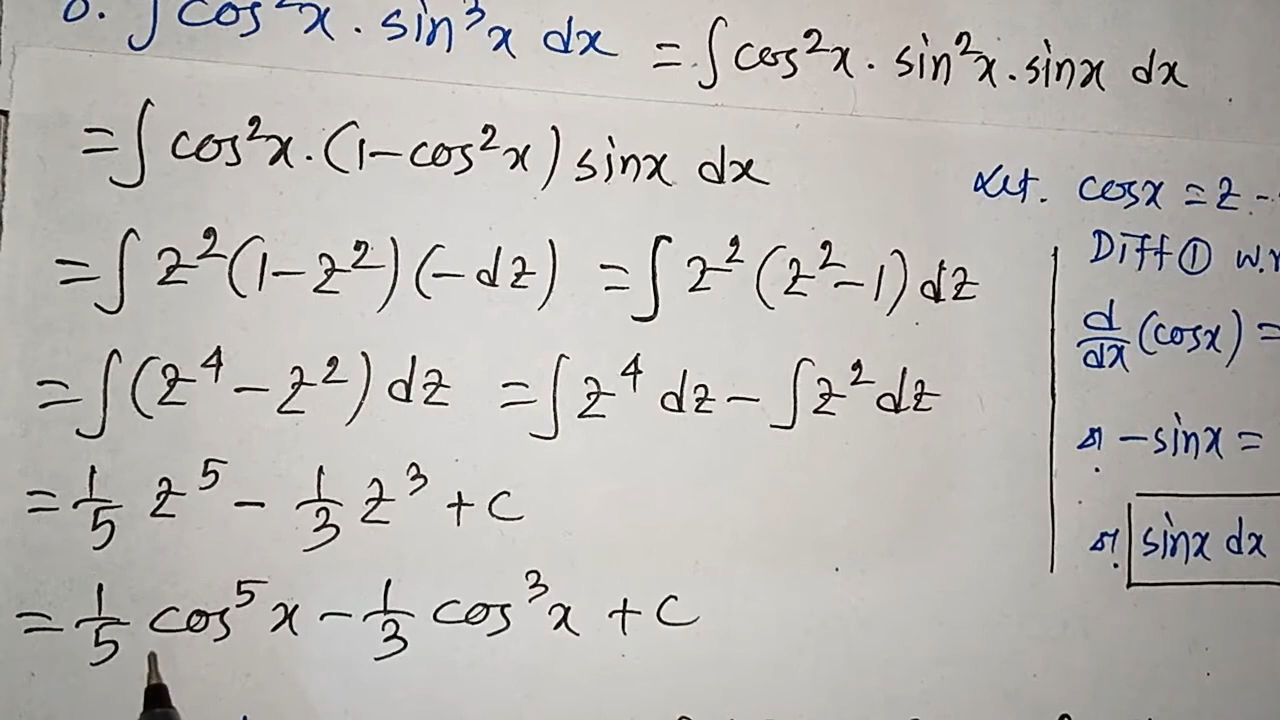 ∫ cos²x . sin³x dx = ∫ cos²x . sin²x . sinx dx
= ∫ cos²x . (1-cos²x) sinx dx
= ∫ z² (1-z²) (-dz) = ∫ z² (z²-1) dz
= ∫ (z⁴ - z²) dz = ∫ z⁴ dz - ∫ z² dz
= 1/5 z⁵ - 1/3 z³ + c
= 1/5 cos⁵x - 1/3 cos³x + c
Let. cosx = z -
Diff ① w.r
d/dx (cosx) =
-sinx =
sinx dx